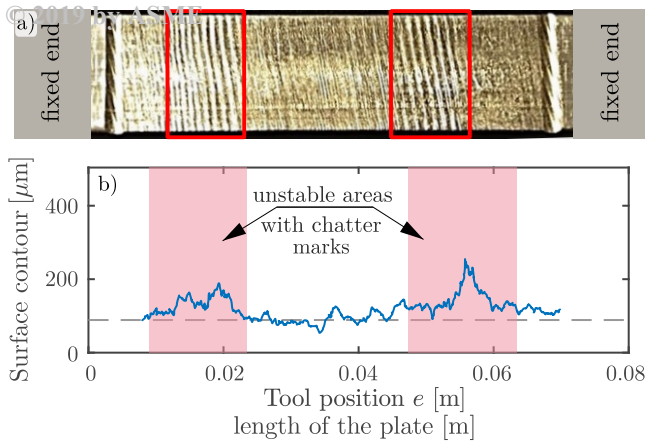 © 2019 by ASME
a)
fixed end
fixed end
b)
unstable areas
with chatter
marks
Surface contour [μm]
400
200
0
0
0.02
0.04
0.06
0.08
Tool position e [m]
length of the plate [m]